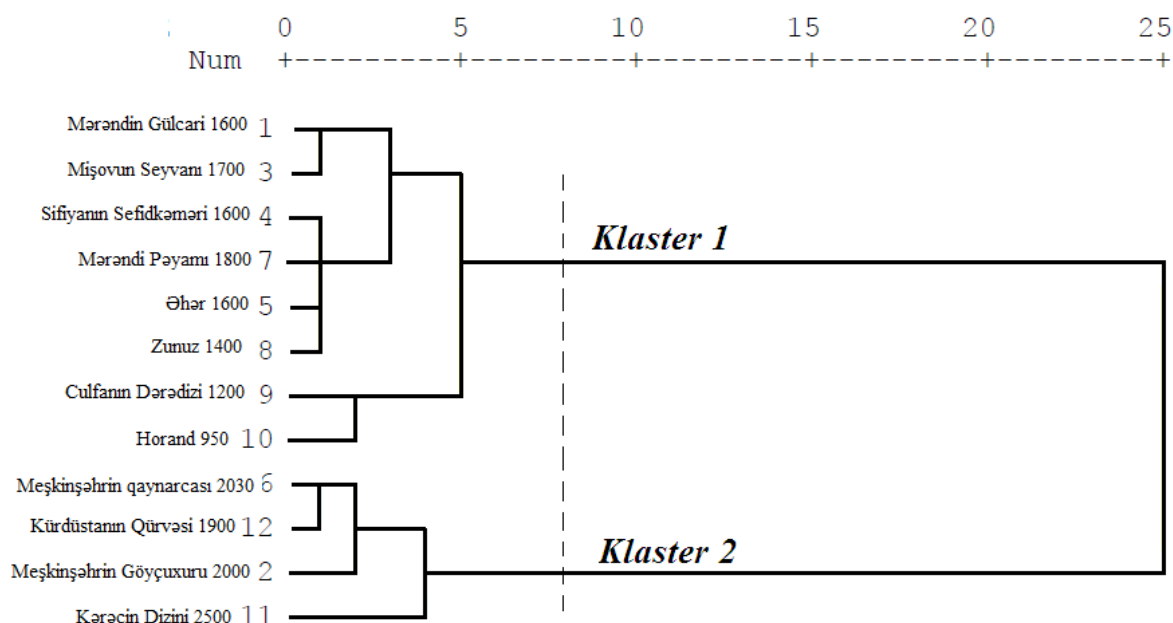 0 5 10 15 20 25
Num +---------+---------+---------+---------+---------+
Mərəndin Gülcari 1600 1
Mişovun Seyvanı 1700 3
Sifiyanın Sefidkəməri 1600 4
Klaster 1
Mərəndi Pəyamı 1800 7
Əhər 1600 5
Zunuz 1400 8
Culfanın Dərədizi 1200 9
Horand 950 10
Meşkinşəhrin qaynarcası 2030 6
Kürdüstanın Qürvəsi 1900 12
Klaster 2
Meşkinşəhrin Göyçuxuru 2000 2
Kərəcin Dizini 2500 11